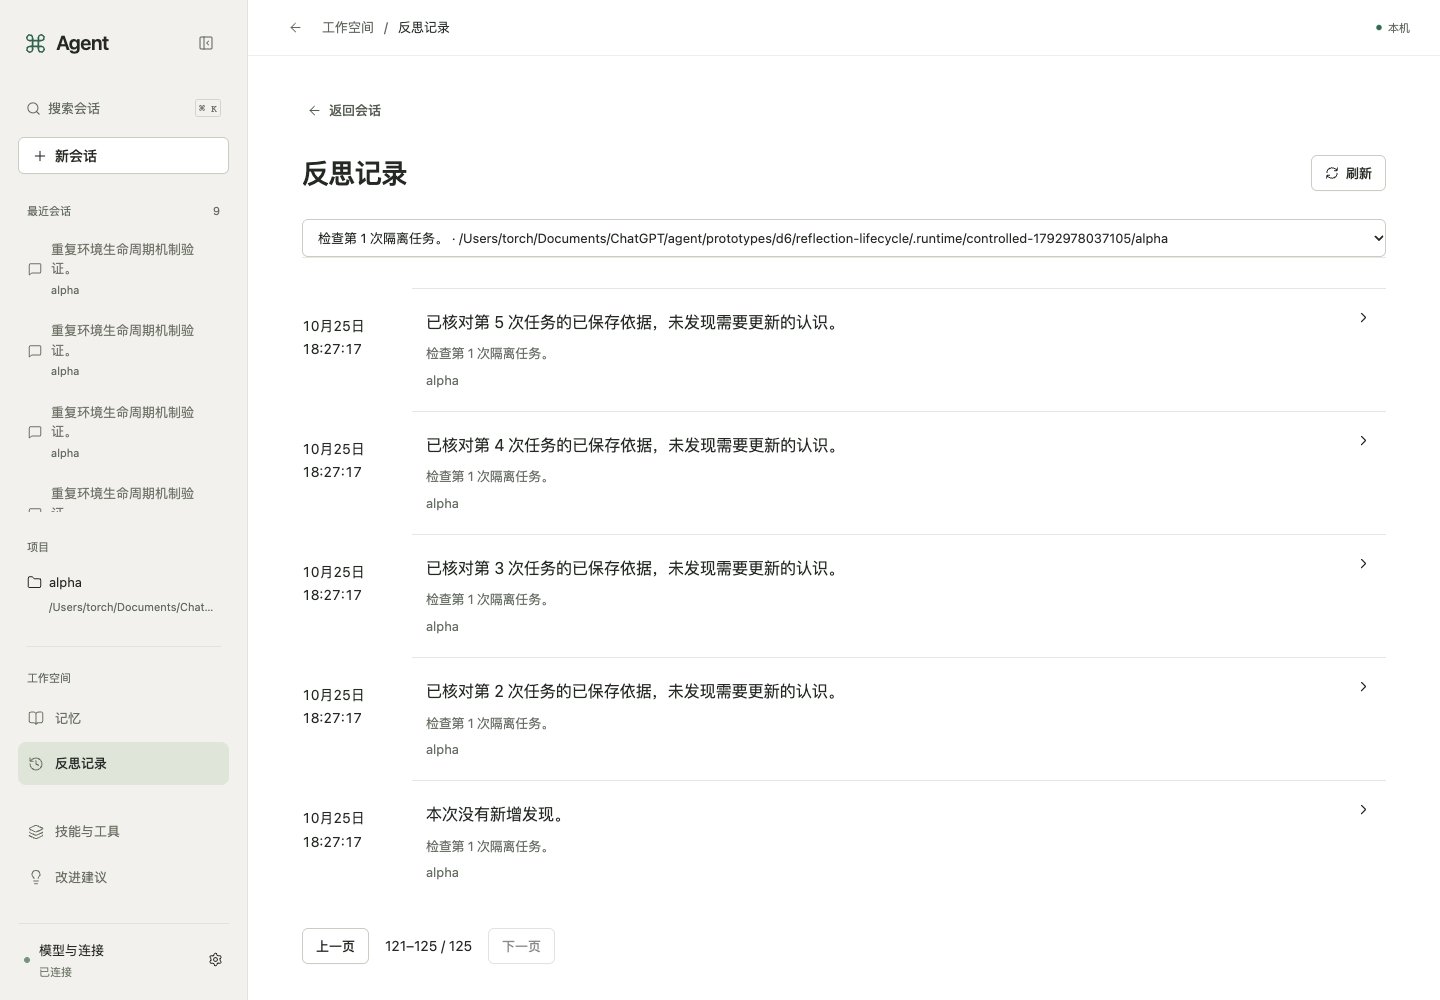 Agent
搜索会话
⌘ K
新会话
最近会话
9
重复环境生命周期机制验
证。
alpha
重复环境生命周期机制验
证。
alpha
重复环境生命周期机制验
证。
alpha
重复环境生命周期机制验
项目
alpha
/Users/torch/Documents/Chat...
工作空间
记忆
反思记录
技能与工具
改进建议
模型与连接
已连接
工作空间 / 反思记录
本机
返回会话
反思记录
刷新
检查第 1 次隔离任务。 · /Users/torch/Documents/ChatGPT/agent/prototypes/d6/reflection-lifecycle/.runtime/controlled-1792978037105/alpha
10月25日
18:27:17
已核对第 5 次任务的已保存依据，未发现需要更新的认识。
检查第 1 次隔离任务。
alpha
10月25日
18:27:17
已核对第 4 次任务的已保存依据，未发现需要更新的认识。
检查第 1 次隔离任务。
alpha
10月25日
18:27:17
已核对第 3 次任务的已保存依据，未发现需要更新的认识。
检查第 1 次隔离任务。
alpha
10月25日
18:27:17
已核对第 2 次任务的已保存依据，未发现需要更新的认识。
检查第 1 次隔离任务。
alpha
10月25日
18:27:17
本次没有新增发现。
检查第 1 次隔离任务。
alpha
上一页
121–125 / 125
下一页